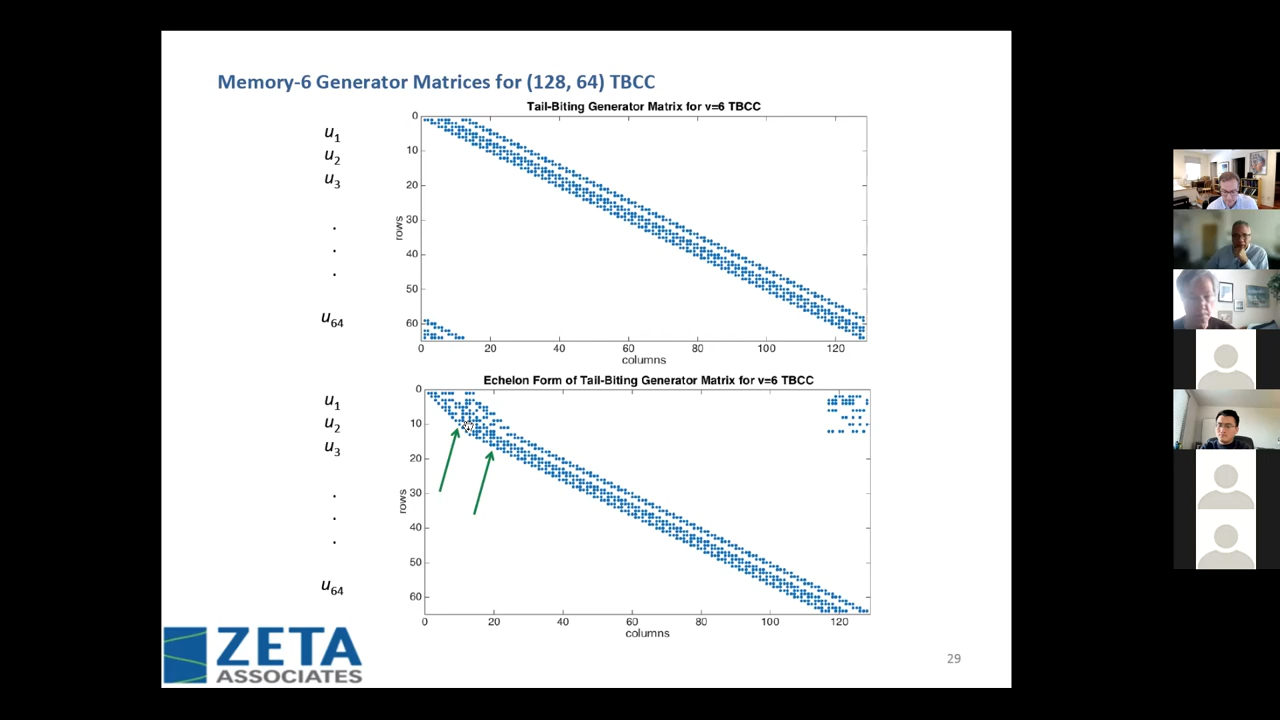 Memory-6 Generator Matrices for (128, 64) TBCC
Tail-Biting Generator Matrix for v=6 TBCC
u1
u2
u3
.
.
.
u64
rows
0
10
20
30
40
50
60
0 20 40 60 80 100 120
columns
Echelon Form of Tail-Biting Generator Matrix for v=6 TBCC
u1
u2
u3
.
.
.
u64
rows
0
10
20
30
40
50
60
0 20 40 60 80 100 120
columns
ZETA
ASSOCIATES
29